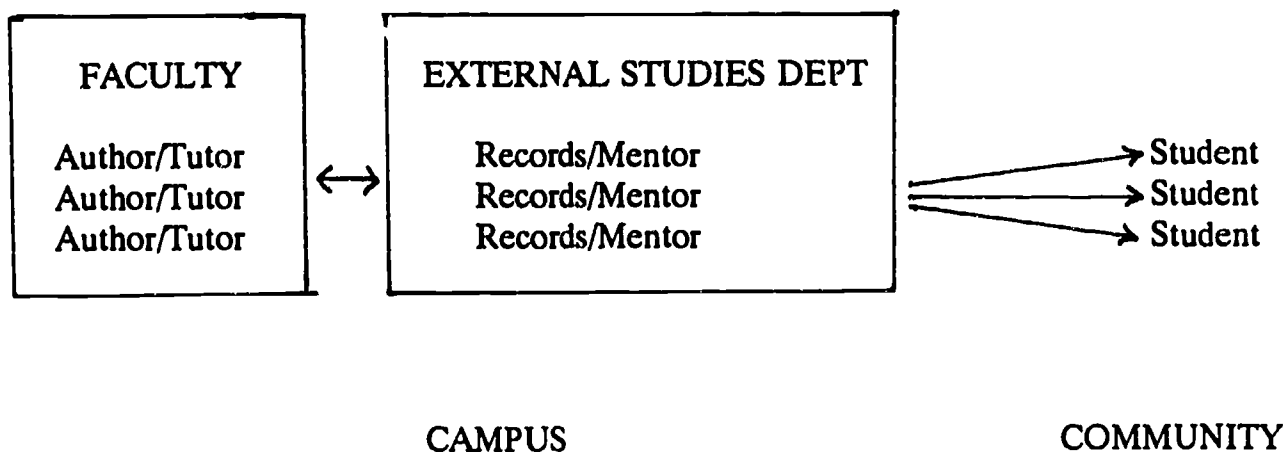 FACULTY
Author/Tutor
Author/Tutor
Author/Tutor
EXTERNAL STUDIES DEPT
Records/Mentor
Records/Mentor
Records/Mentor
Student
Student
Student
CAMPUS
COMMUNITY